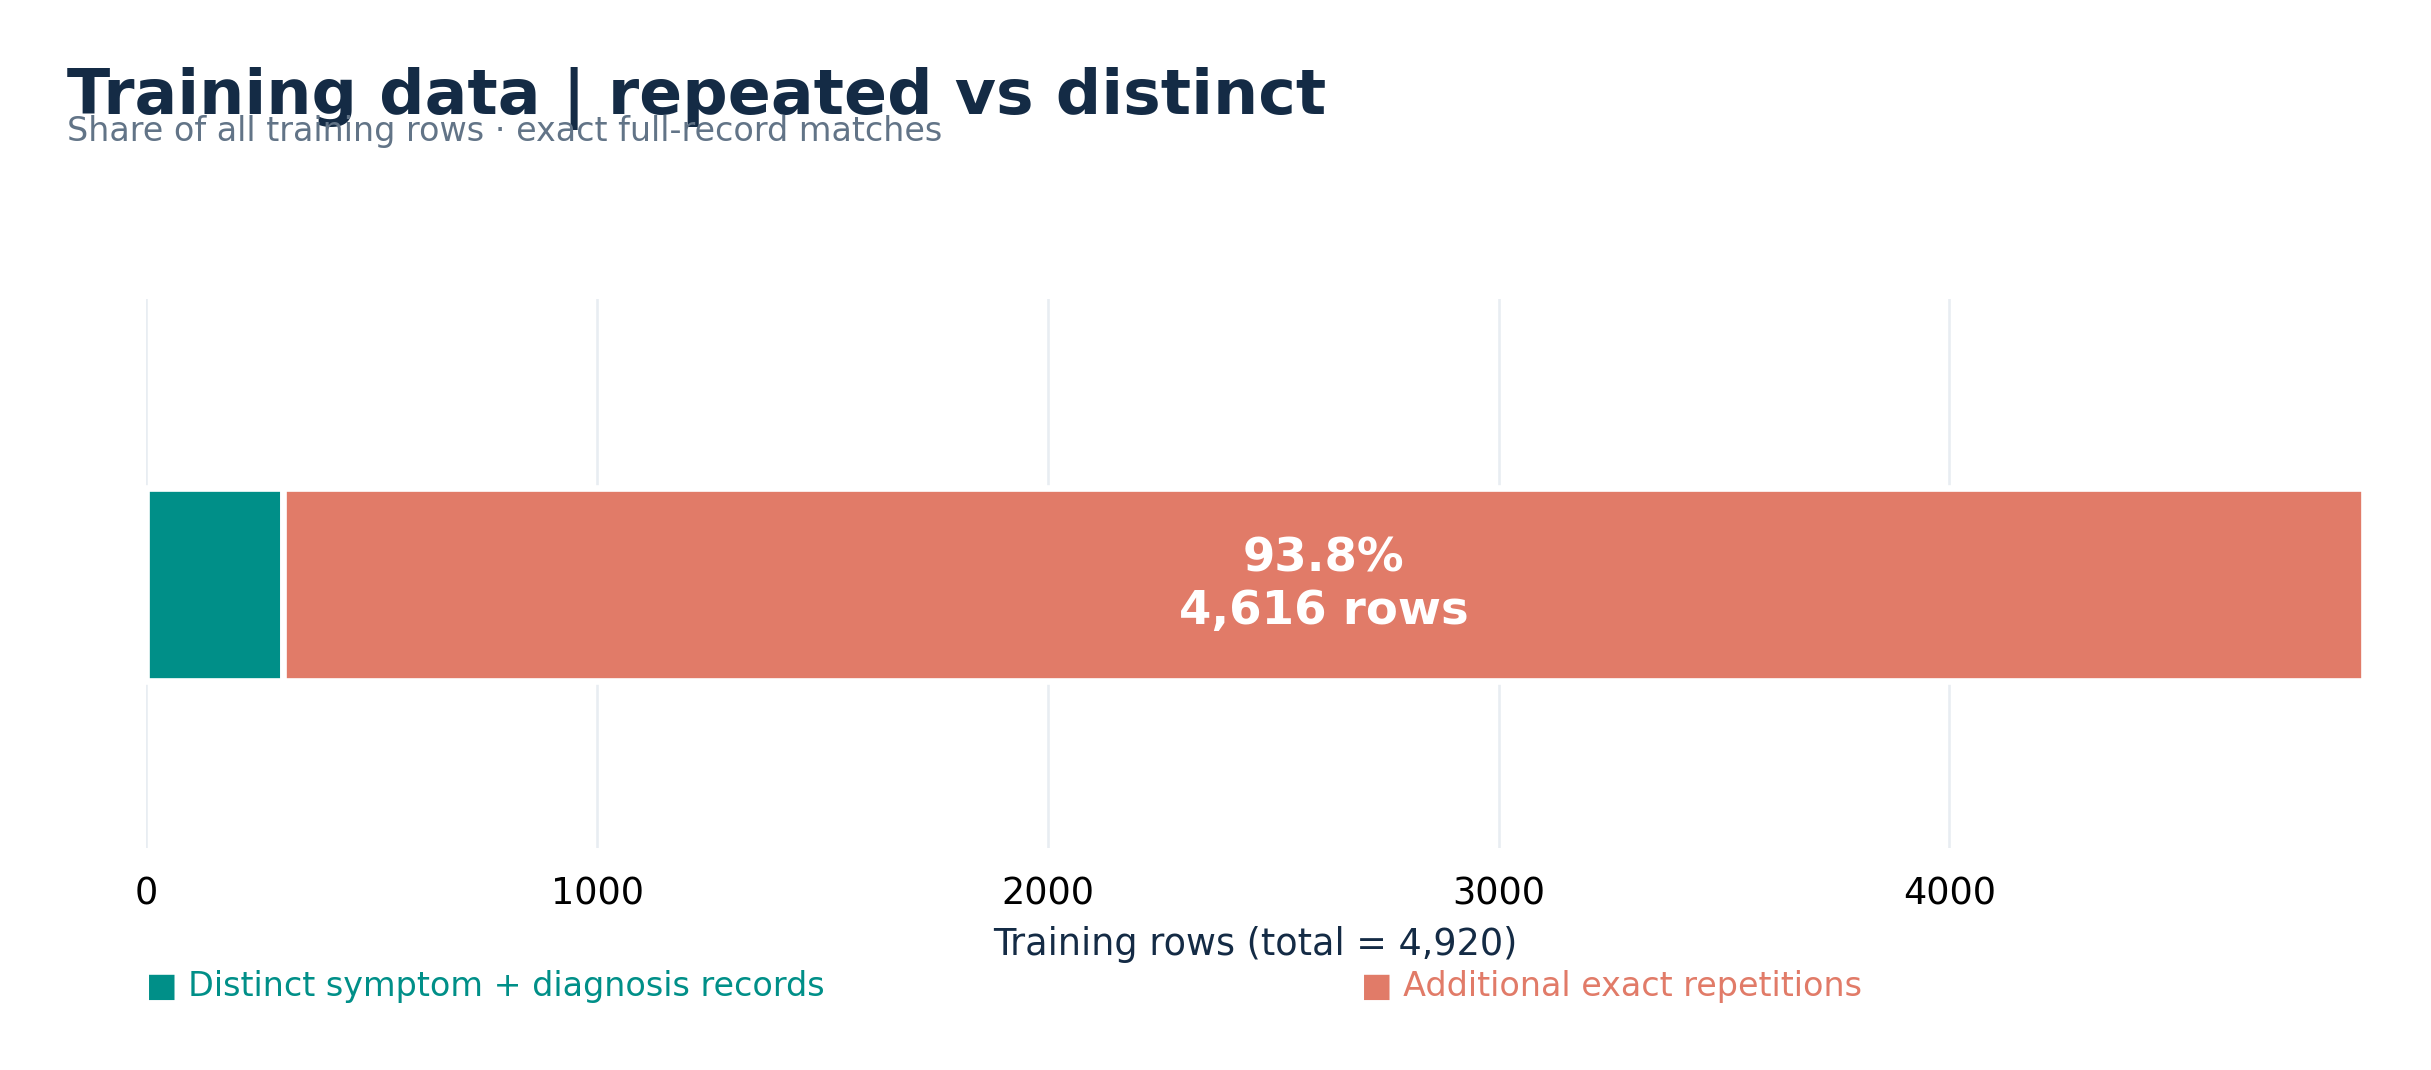 Training data | repeated vs distinct
Share of all training rows · exact full-record matches
93.8%
4,616 rows
0 1000 2000 3000 4000
Training rows (total = 4,920)
■ Distinct symptom + diagnosis records ■ Additional exact repetitions